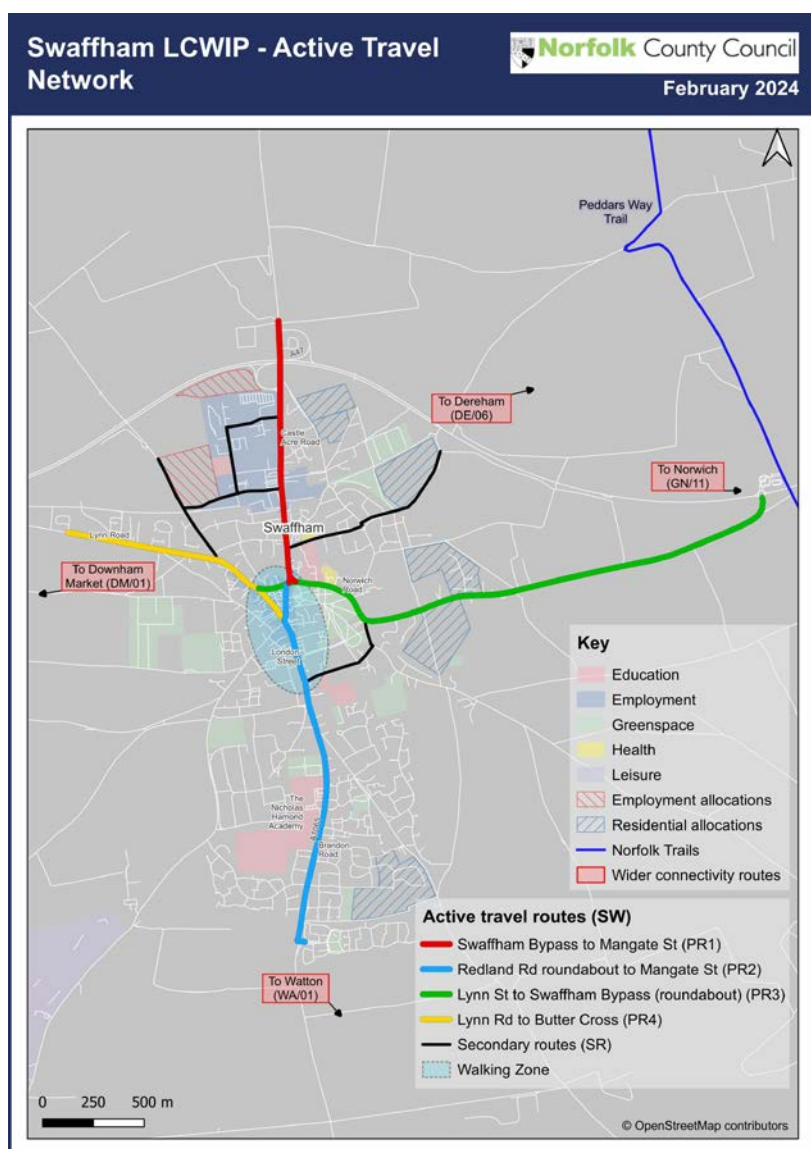 Swaffham LCWIP - Active Travel
Network
Norfolk County Council
February 2024
Peddars Way
Trail
A47
To Dereham
(DE/06)
Castle
Acre Road
To Norwich
(GN/11)
Swaffham
Lynn Road
To Downham
Market (DM/01)
Norwich
Road
London
Street
Key
Education
Employment
Greenspace
Health
Leisure
Employment allocations
Residential allocations
Norfolk Trails
Wider connectivity routes
The
Nicholas
Hamond
Academy
A1065
Brandon
Road
To Watton
(WA/01)
Active travel routes (SW)
Swaffham Bypass to Mangate St (PR1)
Redland Rd roundabout to Mangate St (PR2)
Lynn St to Swaffham Bypass (roundabout) (PR3)
Lynn Rd to Butter Cross (PR4)
Secondary routes (SR)
Walking Zone
0 250 500 m
© OpenStreetMap contributors